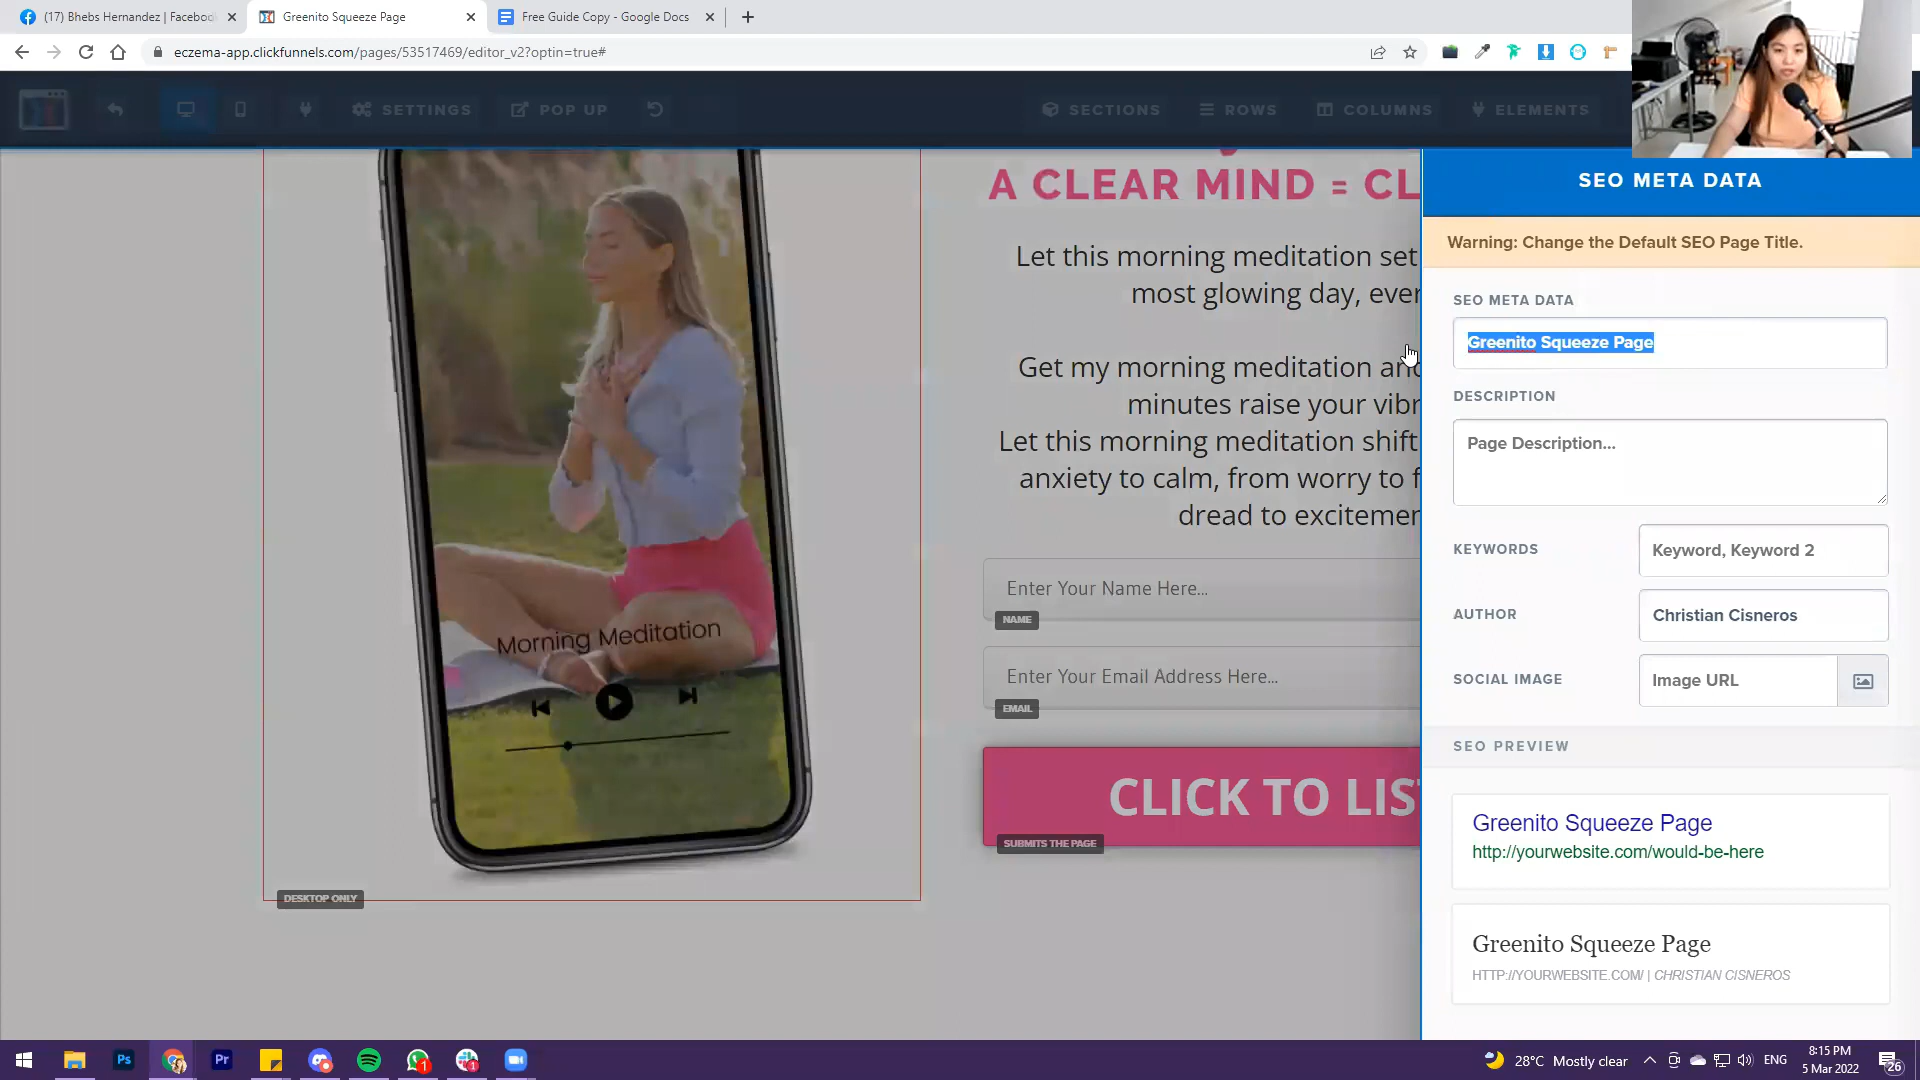 (17) Bhebs Hernandez | Facebook
Greenito Squeeze Page
Free Guide Copy - Google Docs
eczema-app.clickfunnels.com/pages/53517469/editor_v2?optin=true#
SETTINGS
POP UP
SECTIONS
ROWS
COLUMNS
ELEMENTS
A CLEAR MIND = CL
Let this morning meditation set
most glowing day, ever
Get my morning meditation and
minutes raise your vibr
Let this morning meditation shift
anxiety to calm, from worry to f
dread to excitemen
Enter Your Name Here...
NAME
Enter Your Email Address Here...
EMAIL
CLICK TO LIST
SUBMITS THE PAGE
Morning Meditation
DESKTOP ONLY
SEO META DATA
Warning: Change the Default SEO Page Title.
SEO META DATA
Greenito Squeeze Page
DESCRIPTION
Page Description...
KEYWORDS
Keyword, Keyword 2
AUTHOR
Christian Cisneros
SOCIAL IMAGE
Image URL
SEO PREVIEW
Greenito Squeeze Page
http://yourwebsite.com/would-be-here
Greenito Squeeze Page
HTTP://YOURWEBSITE.COM/ | CHRISTIAN CISNEROS
Ps
Pr
1
1
28°C Mostly clear
ENG
8:15 PM
5 Mar 2022
26